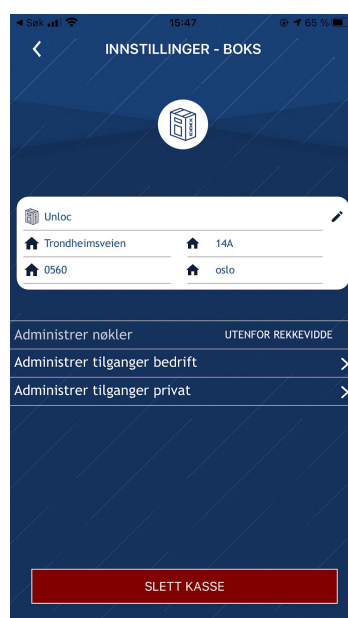 Søk 15:47 65 %
INNSTILLINGER - BOKS
Unloc
Trondheimsveien 14A
0560 oslo
Administrer nøkler UTENFOR REKKEVIDDE
Administrer tilganger bedrift
Administrer tilganger privat
SLETT KASSE